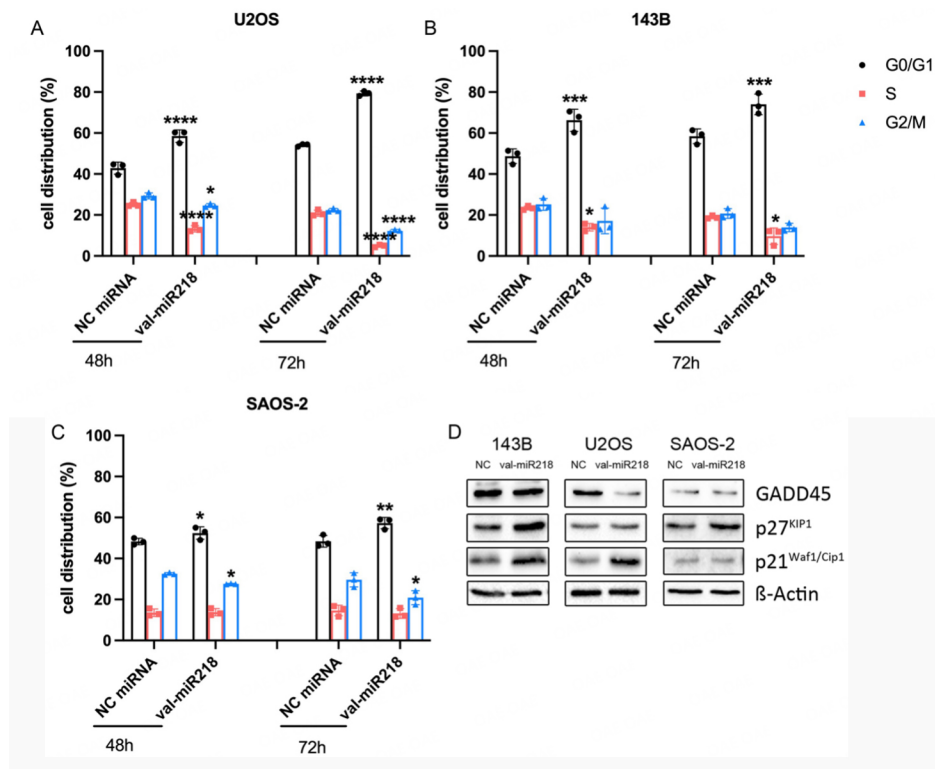 A
U2OS
cell distribution (%)
100
80
60
40
20
0
****
****
*
****
****
****
NC miRNA
val-miR218
NC miRNA
val-miR218
48h
72h
B
143B
cell distribution (%)
100
80
60
40
20
0
***
*
***
*
NC miRNA
val-miR218
NC miRNA
val-miR218
48h
72h
G0/G1
S
G2/M
C
SAOS-2
cell distribution (%)
100
80
60
40
20
0
*
*
**
*
NC miRNA
val-miR218
NC miRNA
val-miR218
48h
72h
D
143B U2OS SAOS-2
NC val-miR218 NC val-miR218 NC val-miR218
GADD45
p27KIP1
p21Waf1/Cip1
ß-Actin